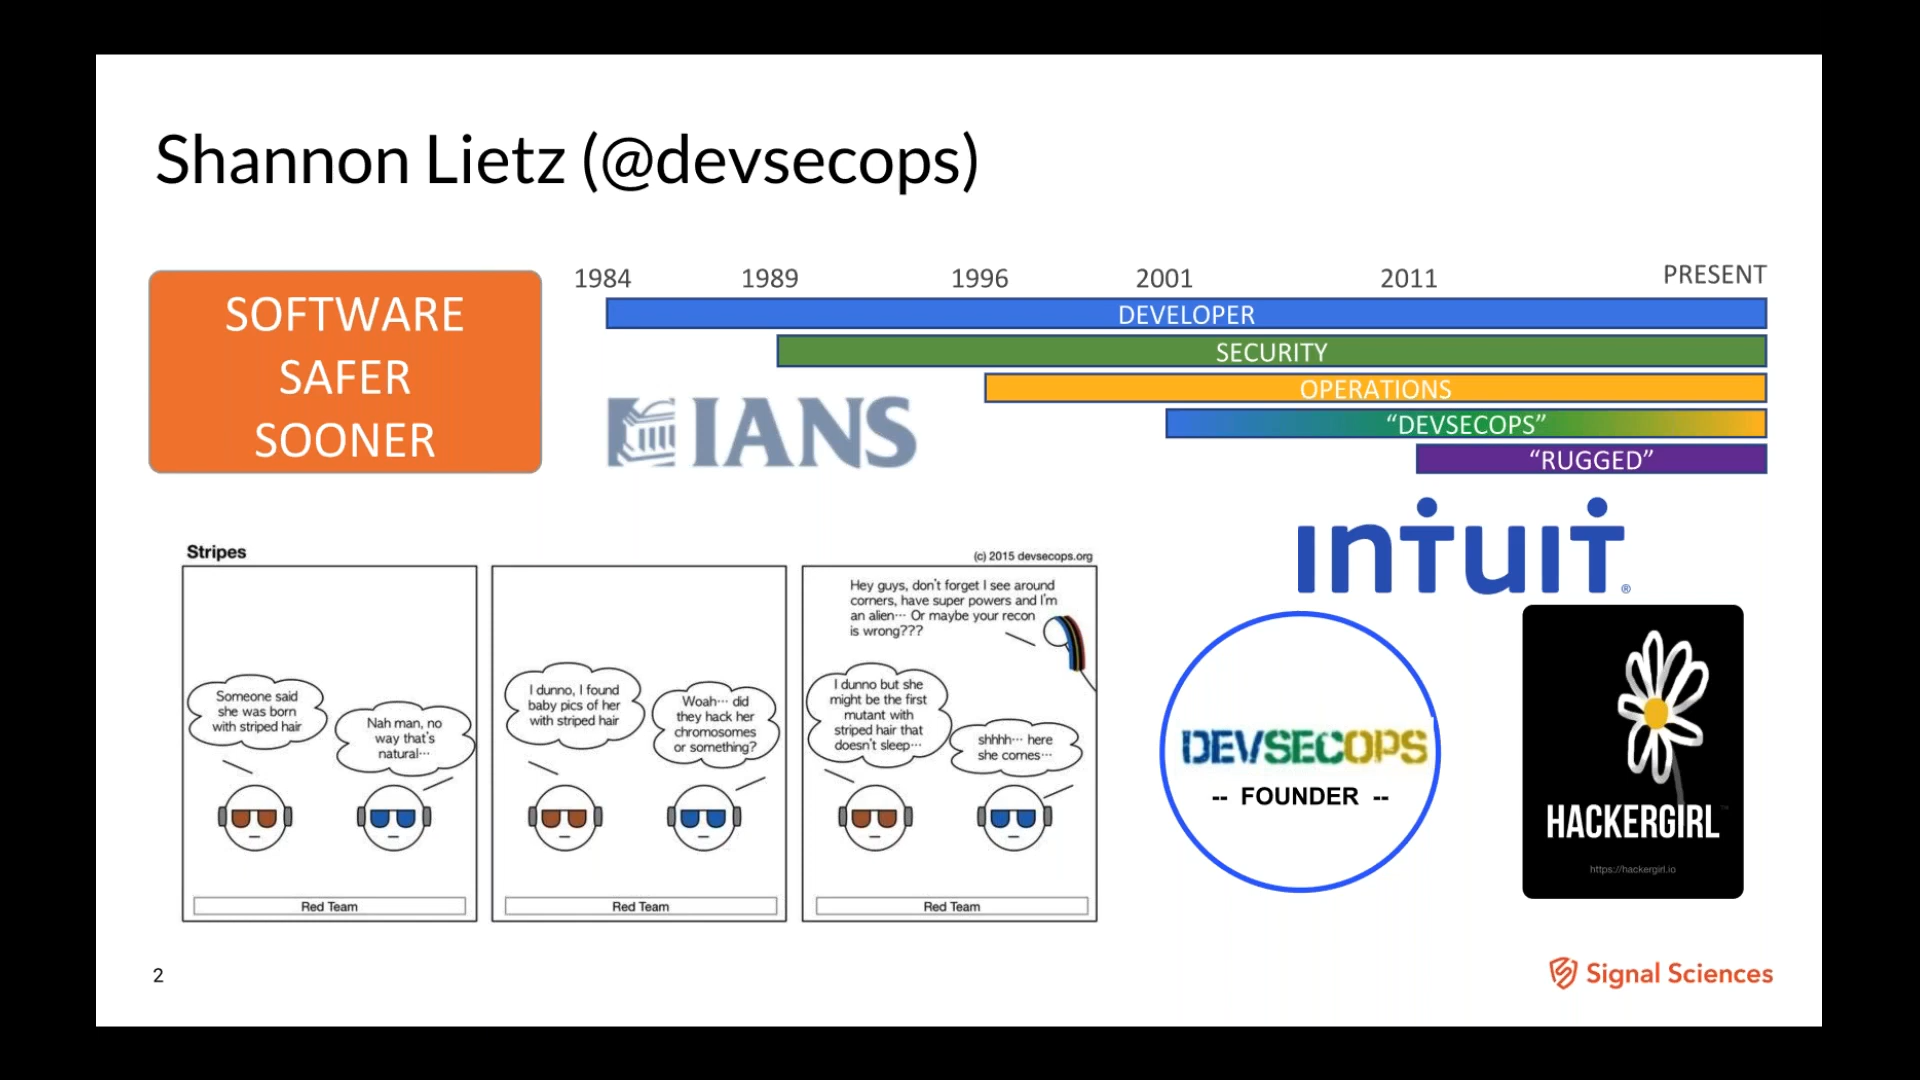 Shannon Lietz (@devsecops)
SOFTWARE
SAFER
SOONER
1984 1989 1996 2001 2011 PRESENT
DEVELOPER
SECURITY
OPERATIONS
“DEVSECOPS”
“RUGGED”
IANS
intuit®
Stripes
(c) 2015 devsecops.org
Someone said
she was born
with striped hair
Nah man, no
way that's
natural…
Red Team
I dunno, I found
baby pics of her
with striped hair
Woah… did
they hack her
chromosomes
or something?
Red Team
Hey guys, don't forget I see around
corners, have super powers and I'm
an alien… Or maybe your recon
is wrong???
I dunno but she
might be the first
mutant with
striped hair that
doesn't sleep…
shhhh… here
she comes…
Red Team
DEVSECOPS
-- FOUNDER --
HACKERGIRL
https://hackergirl.io
2
Signal Sciences